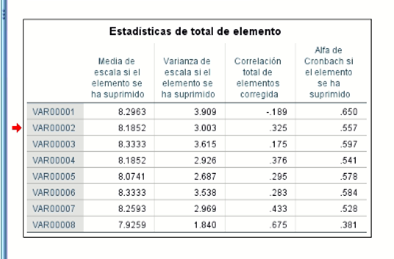 Estadísticas de total de elemento
Media de escala si el elemento se ha suprimido
Varianza de escala si el elemento se ha suprimido
Correlación total de elementos corregida
Alfa de Cronbach si el elemento se ha suprimido
VAR00001 8.2963 3.909 -.189 .650
VAR00002 8.1852 3.003 .325 .557
VAR00003 8.3333 3.615 .175 .597
VAR00004 8.1852 2.926 .376 .541
VAR00005 8.0741 2.687 .295 .578
VAR00006 8.3333 3.538 .283 .584
VAR00007 8.2593 2.969 .433 .528
VAR00008 7.9259 1.840 .675 .381